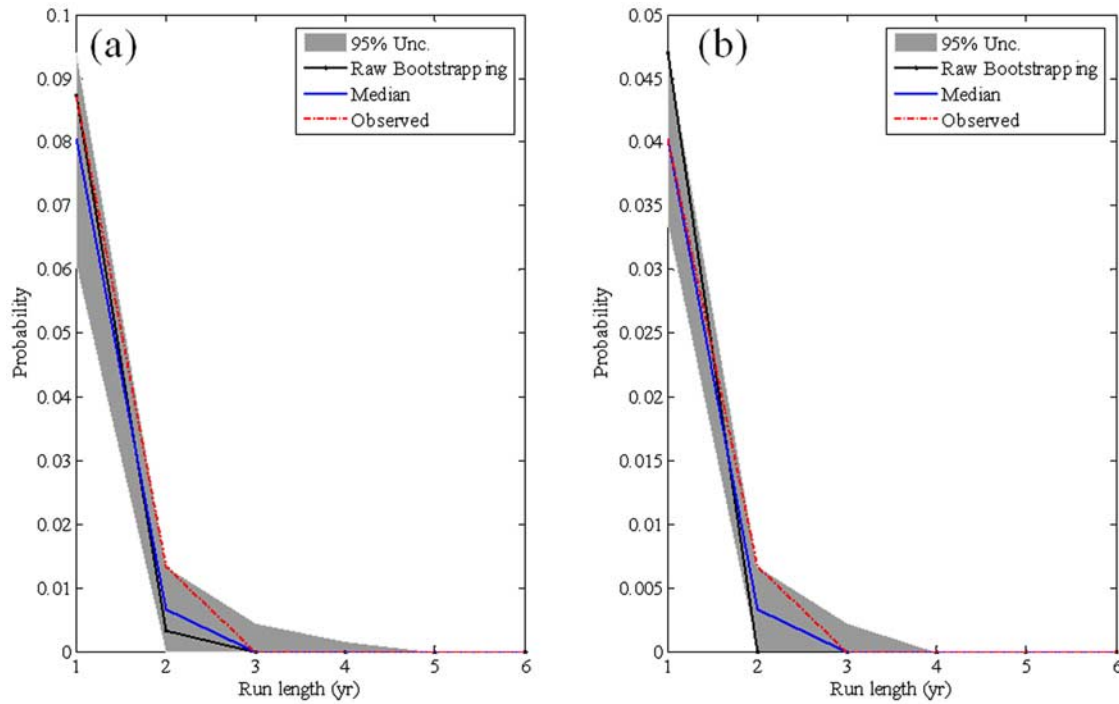 (a)
95% Unc.
Raw Bootstrapping
Median
Observed
0.1
0.09
0.08
0.07
0.06
0.05
0.04
0.03
0.02
0.01
0
Probability
1 2 3 4 5 6
Run length (yr)
(b)
95% Unc.
Raw Bootstrapping
Median
Observed
0.05
0.045
0.04
0.035
0.03
0.025
0.02
0.015
0.01
0.005
0
Probability
1 2 3 4 5 6
Run length (yr)